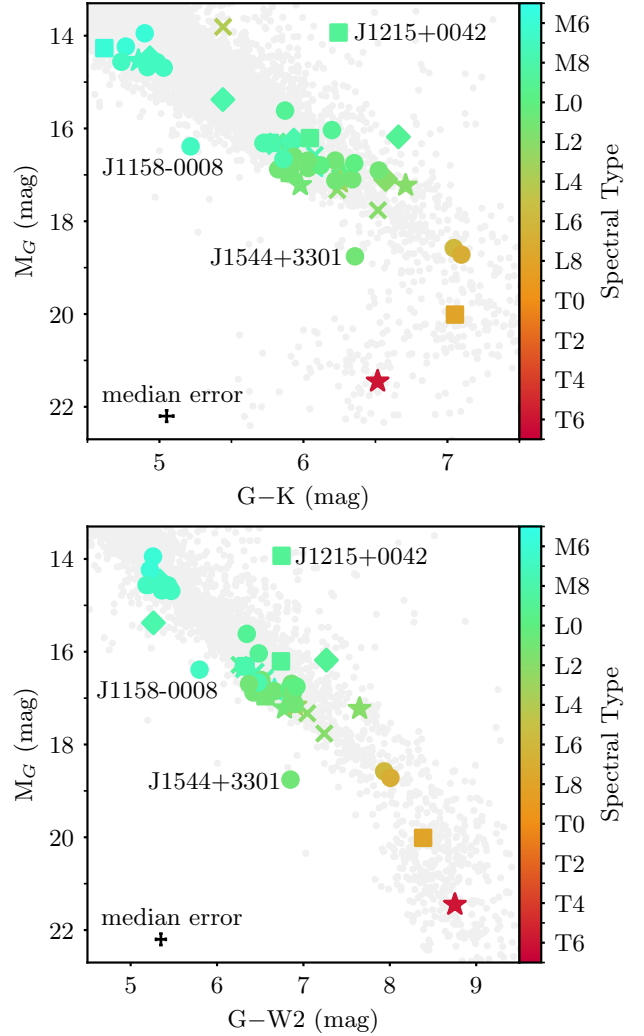 14
16
18
20
22
M_G (mag)
J1215+0042
J1158-0008
J1544+3301
median error
5
6
7
G−K (mag)
M6
M8
L0
L2
L4
L6
L8
T0
T2
T4
T6
Spectral Type
14
16
18
20
22
M_G (mag)
J1215+0042
J1158-0008
J1544+3301
median error
5
6
7
8
9
G−W2 (mag)
M6
M8
L0
L2
L4
L6
L8
T0
T2
T4
T6
Spectral Type